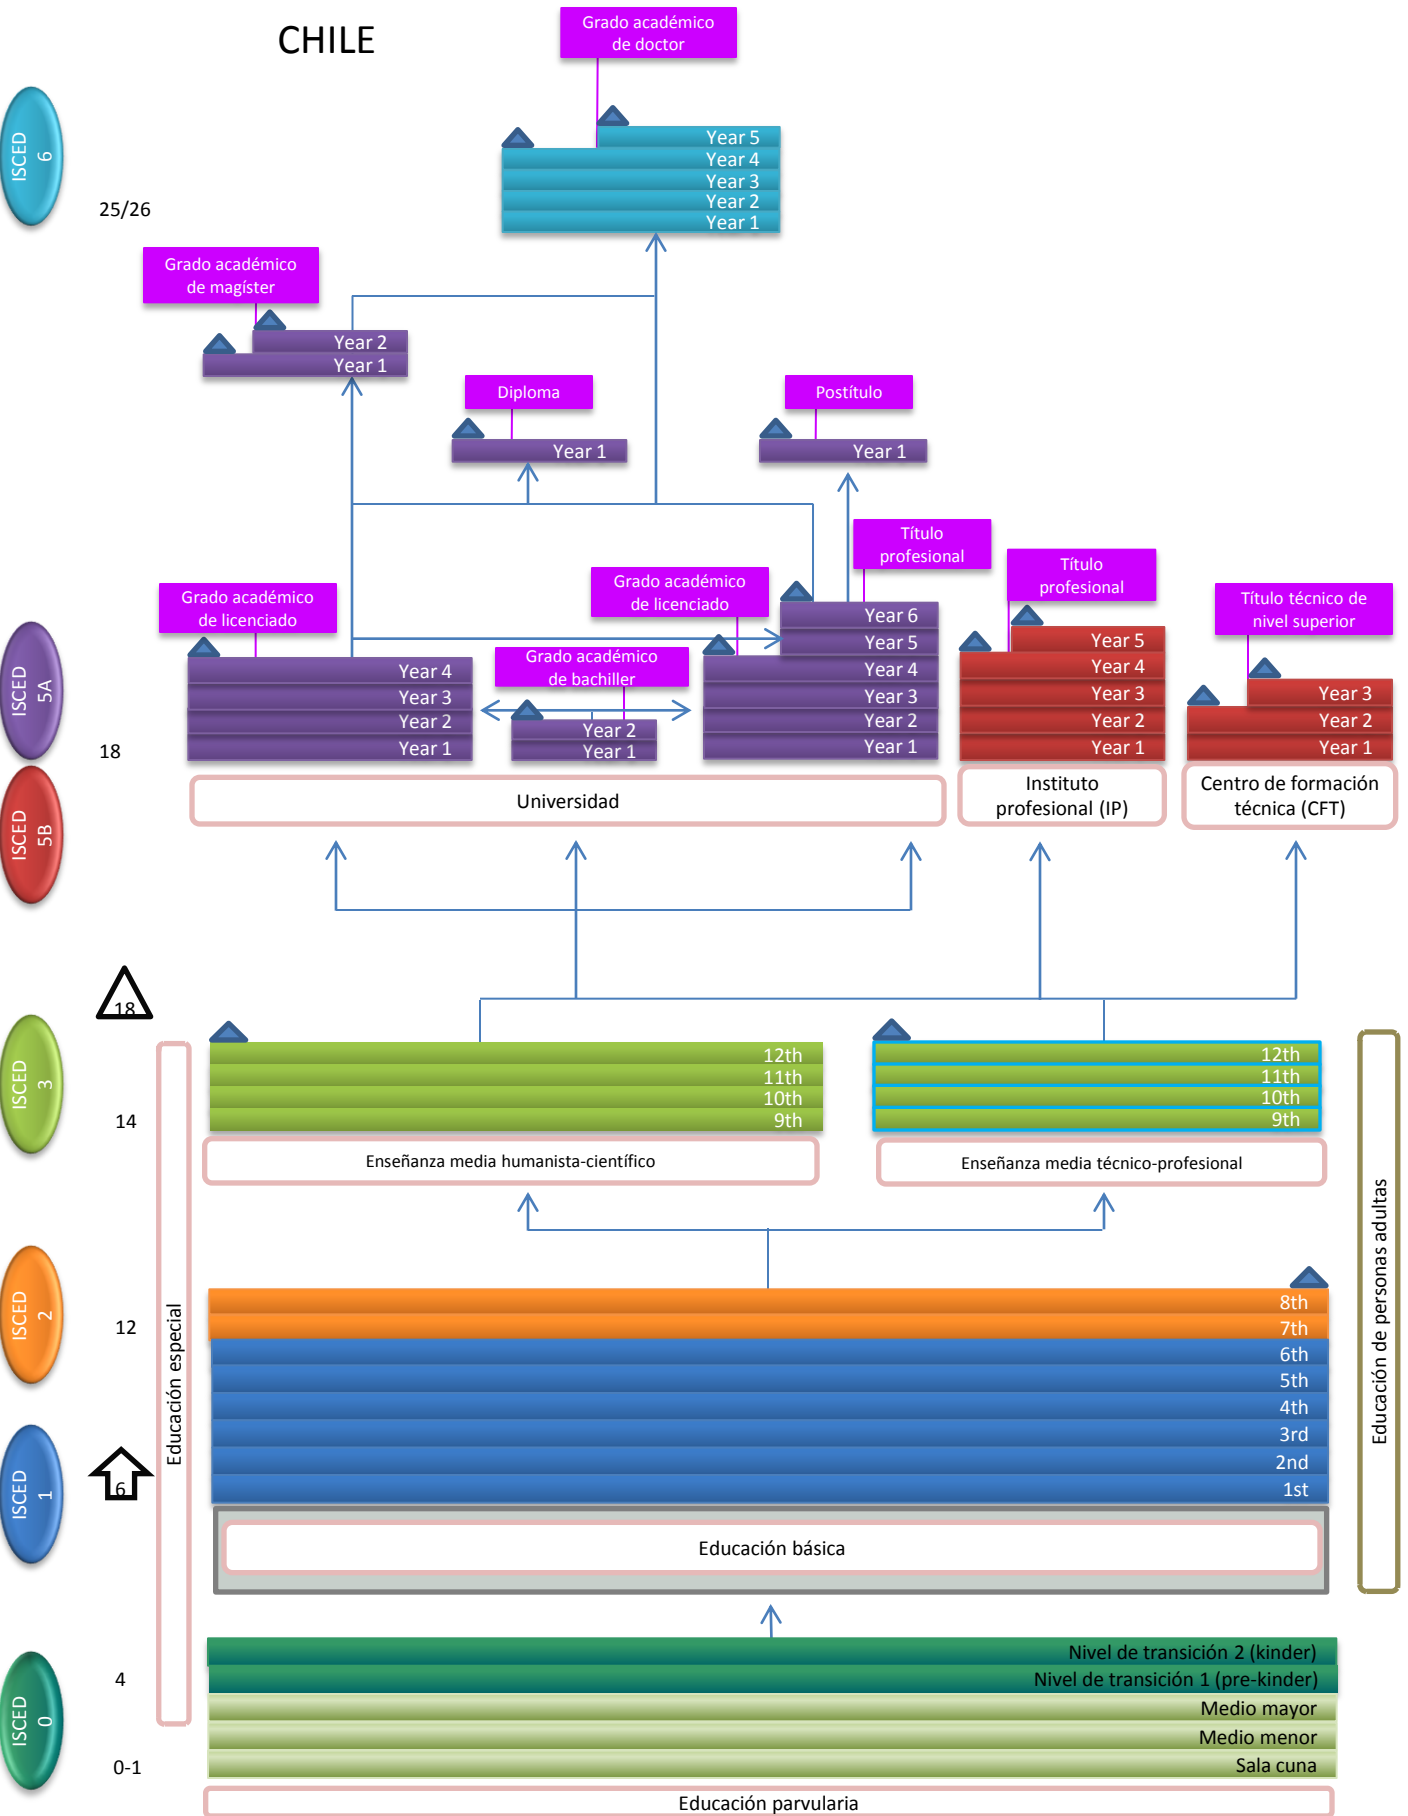 CHILE
Grado académico
de doctor
ISCED
6
Year 5
Year 4
Year 3
Year 2
Year 1
25/26
Grado académico
de magíster
Year 2
Year 1
Diploma
Year 1
Postítulo
Year 1
Grado académico
de licenciado
Year 4
Year 3
Year 2
Year 1
Grado académico
de bachiller
Year 2
Year 1
Grado académico
de licenciado
Título
profesional
Year 6
Year 5
Year 4
Year 3
Year 2
Year 1
Título
profesional
Year 5
Year 4
Year 3
Year 2
Year 1
Título técnico de
nivel superior
Year 3
Year 2
Year 1
ISCED
5A
18
ISCED
5B
Universidad
Instituto
profesional (IP)
Centro de formación
técnica (CFT)
18
ISCED
3
14
12th
11th
10th
9th
Enseñanza media humanista-científico
12th
11th
10th
9th
Enseñanza media técnico-profesional
Educación especial
Educación de personas adultas
ISCED
2
12
8th
7th
6th
5th
4th
3rd
2nd
1st
ISCED
1
6
Educación básica
ISCED
0
4
0-1
Nivel de transición 2 (kinder)
Nivel de transición 1 (pre-kinder)
Medio mayor
Medio menor
Sala cuna
Educación parvularia